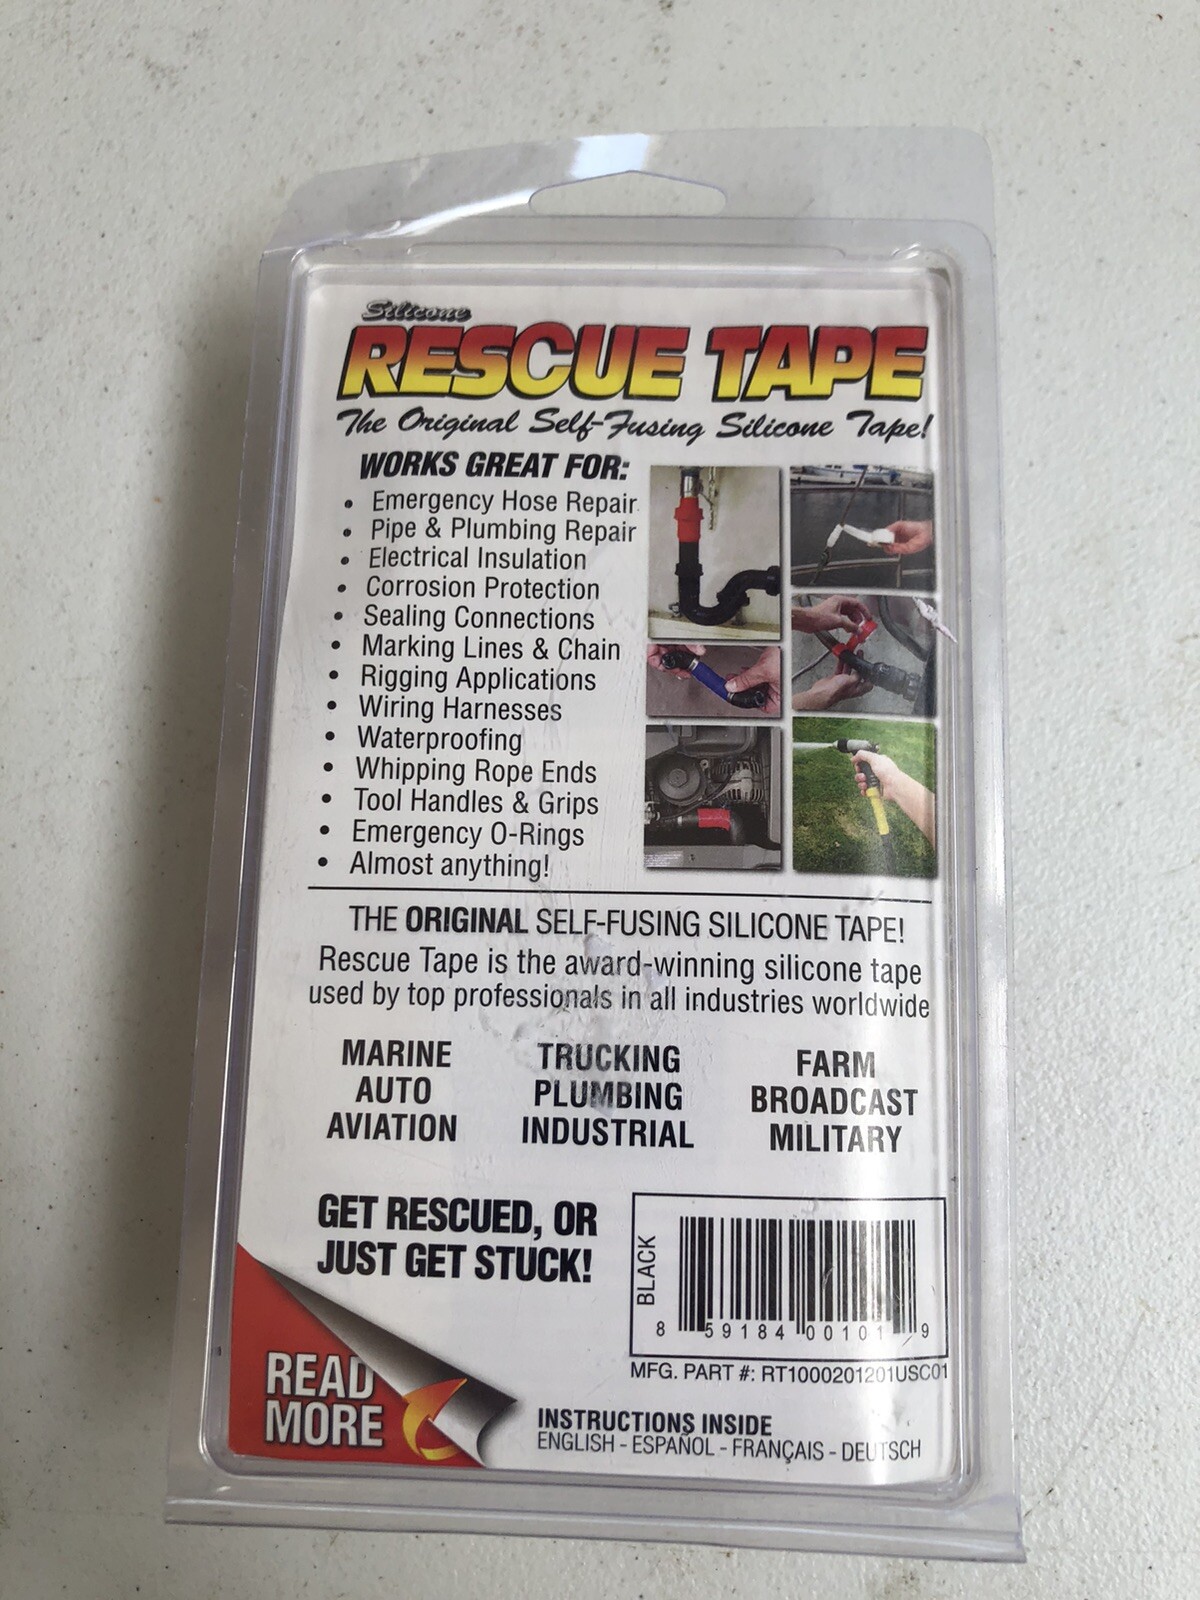 Silicone
RESCUE TAPE
The Original Self-Fusing Silicone Tape!
WORKS GREAT FOR:
• Emergency Hose Repair
• Pipe & Plumbing Repair
• Electrical Insulation
• Corrosion Protection
• Sealing Connections
• Marking Lines & Chain
• Rigging Applications
• Wiring Harnesses
• Waterproofing
• Whipping Rope Ends
• Tool Handles & Grips
• Emergency O-Rings
• Almost anything!
THE ORIGINAL SELF-FUSING SILICONE TAPE!
Rescue Tape is the award-winning silicone tape
used by top professionals in all industries worldwide
MARINE
AUTO
AVIATION
TRUCKING
PLUMBING
INDUSTRIAL
FARM
BROADCAST
MILITARY
GET RESCUED, OR
JUST GET STUCK!
BLACK
8 59184 00101 9
MFG. PART #: RT1000201201USC01
READ
MORE
INSTRUCTIONS INSIDE
ENGLISH - ESPAÑOL - FRANÇAIS - DEUTSCH